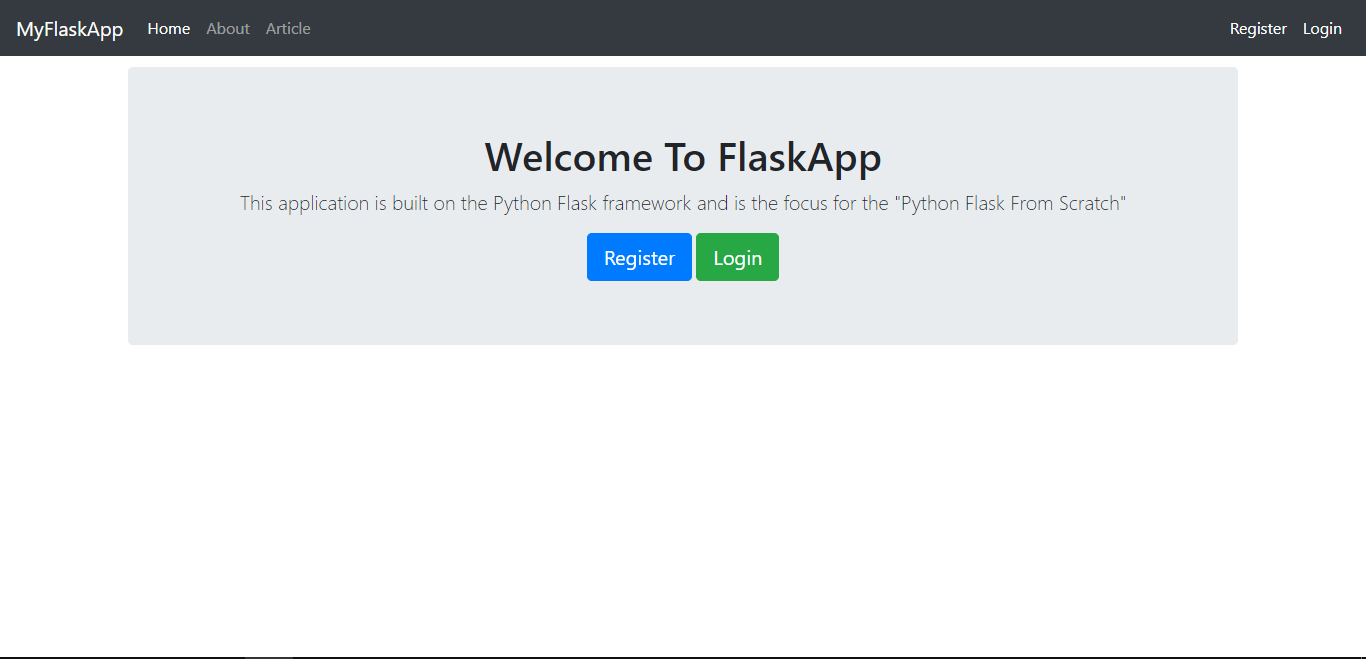 MyFlaskApp Home About Article Register Login
Welcome To FlaskApp
This application is built on the Python Flask framework and is the focus for the "Python Flask From Scratch"
Register Login